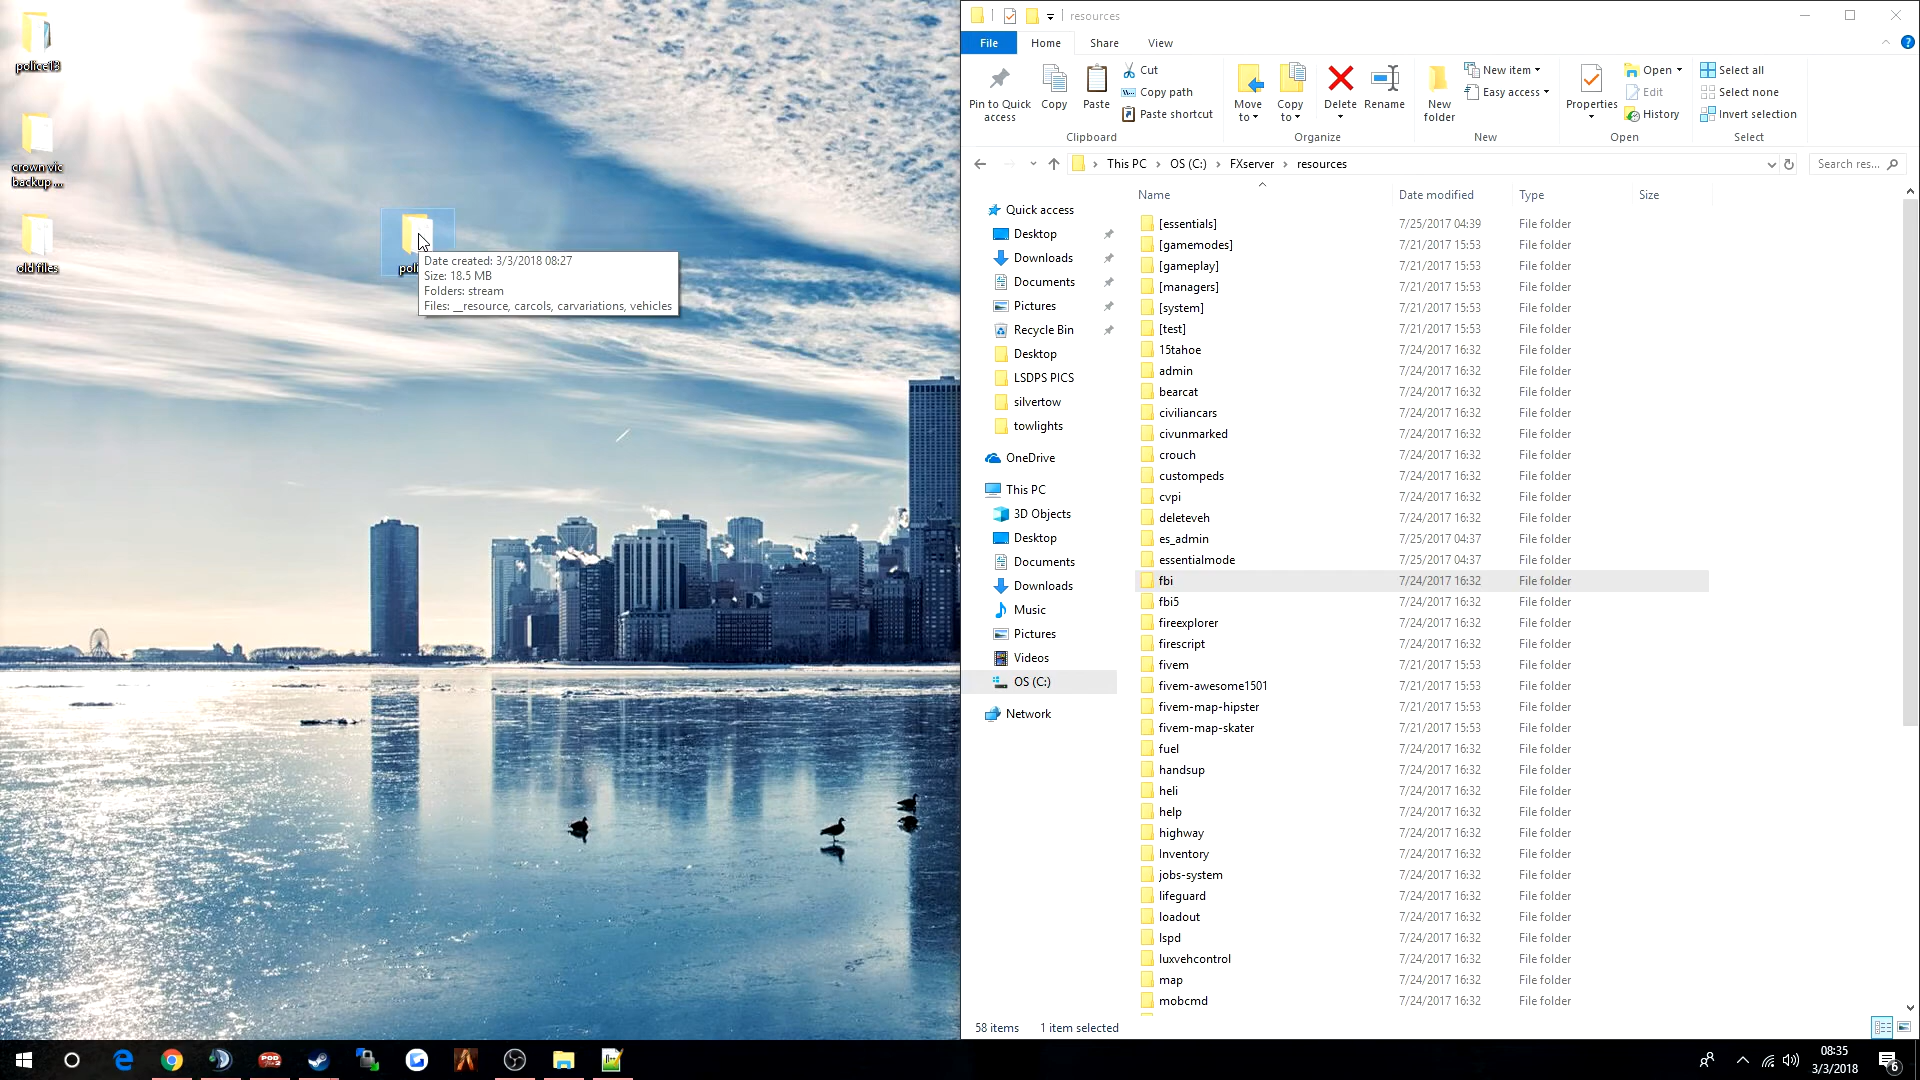 police13
crown vic
backup....
old files
poli
Date created: 3/3/2018 08:27
Size: 18.5 MB
Folders: stream
Files: __resource, carcols, carvariations, vehicles
resources
File Home Share View
Pin to Quick access
Copy
Paste
Cut
Copy path
Paste shortcut
Clipboard
Move to
Copy to
Delete
Rename
Organize
New folder
New item
Easy access
New
Properties
Open
Edit
History
Open
Select all
Select none
Invert selection
Select
This PC > OS (C:) > FXserver > resources
Search res...
Quick access
Desktop
Downloads
Documents
Pictures
Recycle Bin
Desktop
LSDPS PICS
silvertow
towlights
OneDrive
This PC
3D Objects
Desktop
Documents
Downloads
Music
Pictures
Videos
OS (C:)
Network
Name Date modified Type Size
[essentials] 7/25/2017 04:39 File folder
[gamemodes] 7/21/2017 15:53 File folder
[gameplay] 7/21/2017 15:53 File folder
[managers] 7/21/2017 15:53 File folder
[system] 7/21/2017 15:53 File folder
[test] 7/21/2017 15:53 File folder
15tahoe 7/24/2017 16:32 File folder
admin 7/24/2017 16:32 File folder
bearcat 7/24/2017 16:32 File folder
civiliancars 7/24/2017 16:32 File folder
civunmarked 7/24/2017 16:32 File folder
crouch 7/24/2017 16:32 File folder
custompeds 7/24/2017 16:32 File folder
cvpi 7/24/2017 16:32 File folder
deleteveh 7/24/2017 16:32 File folder
es_admin 7/25/2017 04:37 File folder
essentialmode 7/25/2017 04:37 File folder
fbi 7/24/2017 16:32 File folder
fbi5 7/24/2017 16:32 File folder
fireexplorer 7/24/2017 16:32 File folder
firescript 7/24/2017 16:32 File folder
fivem 7/21/2017 15:53 File folder
fivem-awesome1501 7/21/2017 15:53 File folder
fivem-map-hipster 7/21/2017 15:53 File folder
fivem-map-skater 7/21/2017 15:53 File folder
fuel 7/24/2017 16:32 File folder
handsup 7/24/2017 16:32 File folder
heli 7/24/2017 16:32 File folder
help 7/24/2017 16:32 File folder
highway 7/24/2017 16:32 File folder
Inventory 7/24/2017 16:32 File folder
jobs-system 7/24/2017 16:32 File folder
lifeguard 7/24/2017 16:32 File folder
loadout 7/24/2017 16:32 File folder
lspd 7/24/2017 16:32 File folder
luxvehcontrol 7/24/2017 16:32 File folder
map 7/24/2017 16:32 File folder
mobcmd 7/24/2017 16:32 File folder
58 items 1 item selected
08:35
3/3/2018
6